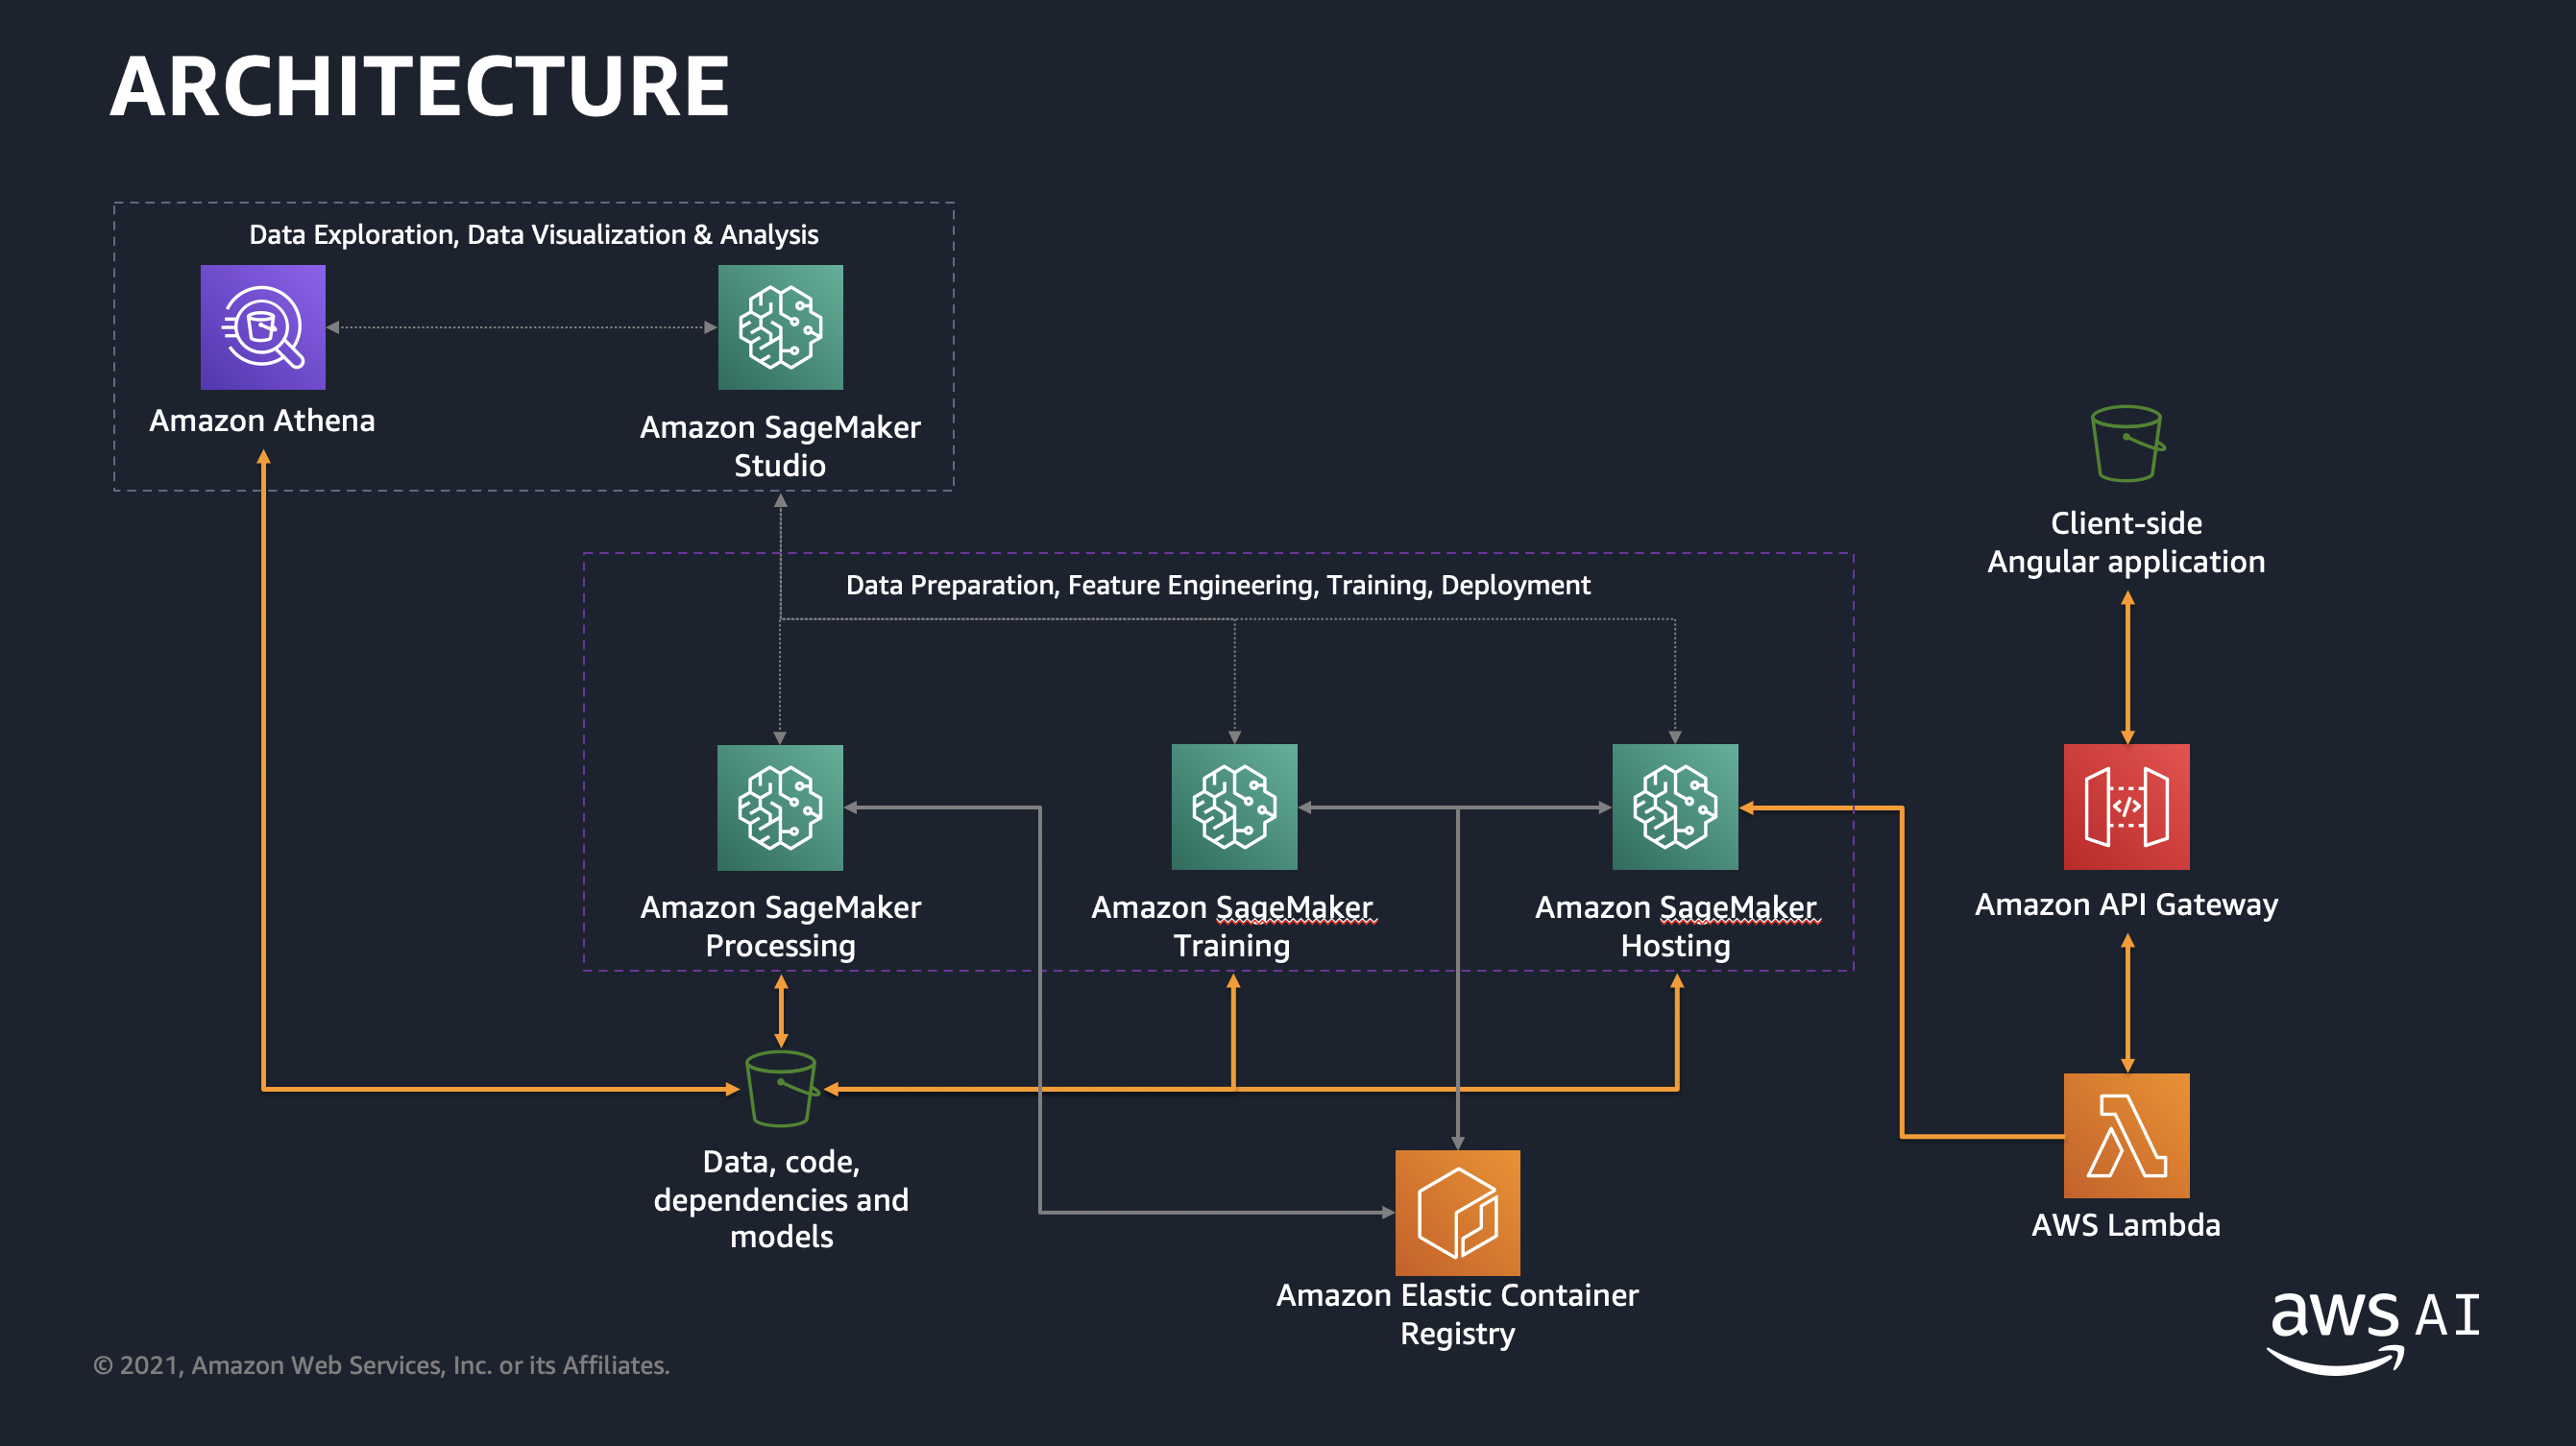 ARCHITECTURE
Data Exploration, Data Visualization & Analysis
Amazon Athena
Amazon SageMaker
Studio
Client-side
Angular application
Data Preparation, Feature Engineering, Training, Deployment
Amazon SageMaker
Processing
Amazon SageMaker
Training
Amazon SageMaker
Hosting
Amazon API Gateway
Data, code,
dependencies and
models
AWS Lambda
Amazon Elastic Container
Registry
aws AI
© 2021, Amazon Web Services, Inc. or its Affiliates.